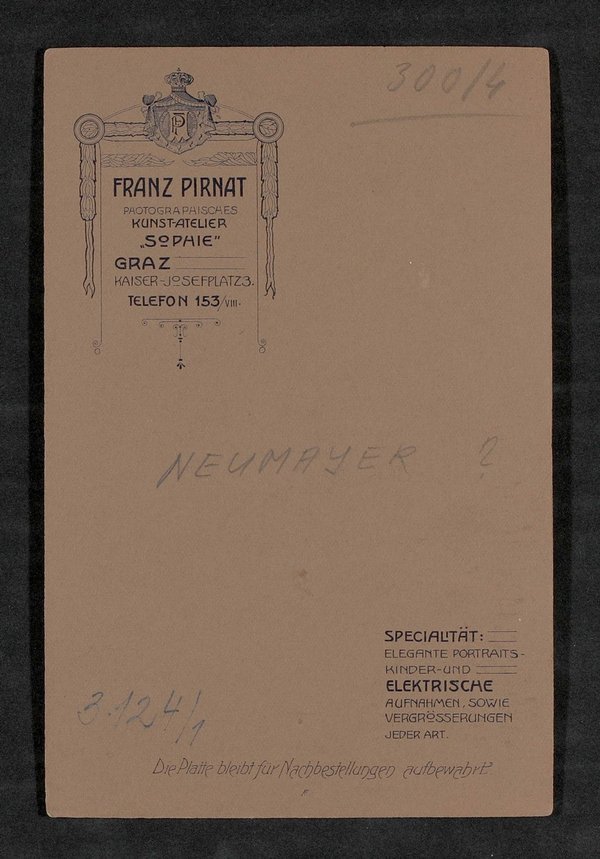 300/4
FRANZ PIRNAT
PHOTOGRAPHISCHES
KUNST-ATELIER
„SOPHIE"
GRAZ
KAISER-JOSEFPLATZ 3.
TELEFON 153/VIII.
NEUMAYER ?
SPECIALITÄT:
ELEGANTE PORTRAITS-
KINDER-UND
ELEKTRISCHE
AUFNAHMEN, SOWIE
VERGRÖSSERUNGEN
JEDER ART.
3.124/1
Die Platte bleibt für Nachbestellungen aufbewahrt.